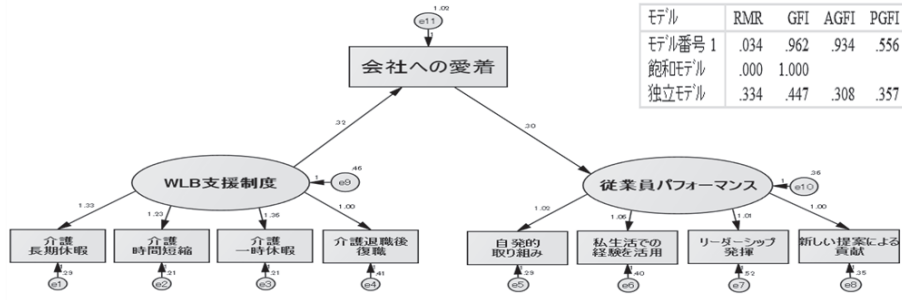 1.02
e11
1
会社への愛着
モデル RMR GFI AGFI PGFI
モデル番号 1 .034 .962 .934 .556
飽和モデル .000 1.000
独立モデル .334 .447 .308 .357
.32
.30
WLB支援制度
.46
1
e9
従業員パフォーマンス
.36
1
e10
1.33
1.23
1.36
1.00
1.02
1.06
1.01
1.00
介護
長期休暇
介護
時間短縮
介護
一時休暇
介護退職後
復職
自発的
取り組み
私生活での
経験を活用
リーダーシップ
発揮
新しい提案による
貢献
.29
e1
.21
e2
.31
e3
.41
e4
.29
e5
.40
e6
.52
e7
.35
e8